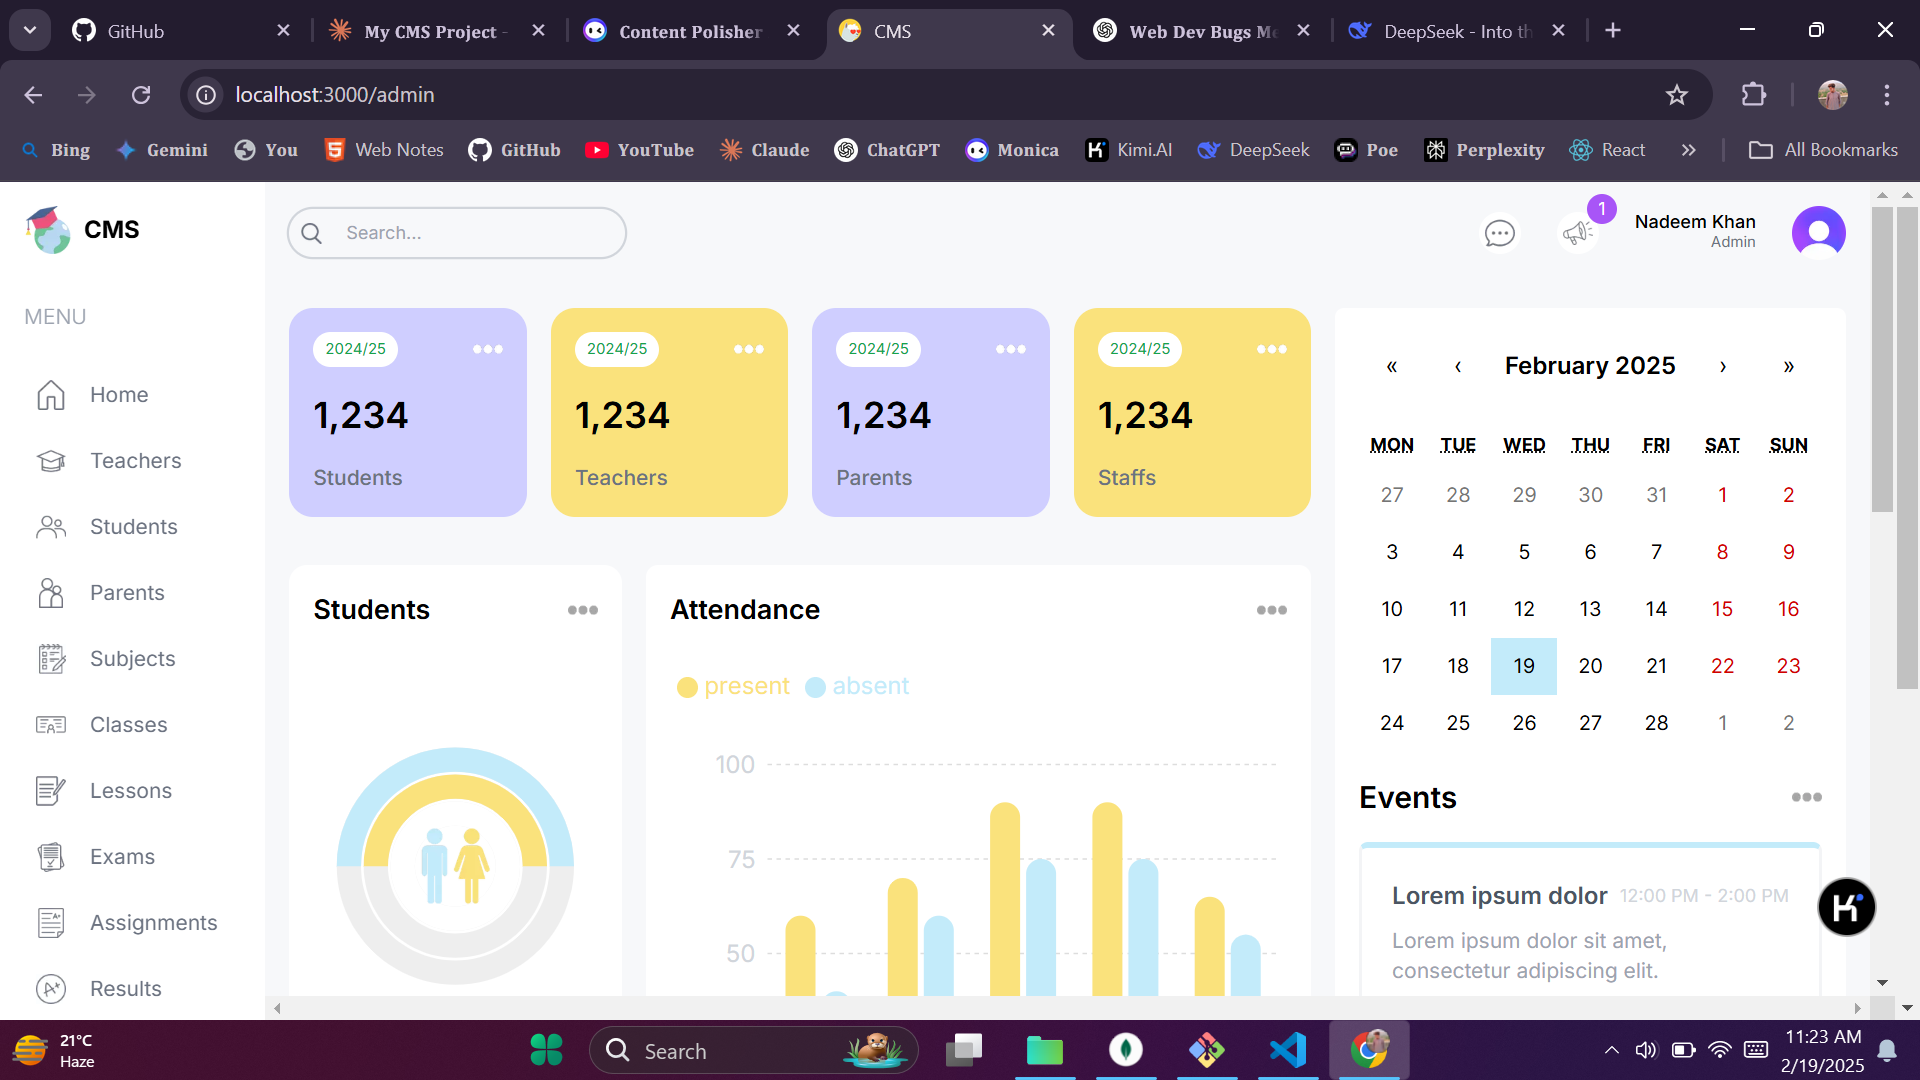 GitHub
My CMS Project -
Content Polisher
CMS
Web Dev Bugs Me
DeepSeek - Into th
localhost:3000/admin
Bing
Gemini
You
Web Notes
GitHub
YouTube
Claude
ChatGPT
Monica
Kimi.AI
DeepSeek
Poe
Perplexity
React
All Bookmarks
CMS
Search...
1
Nadeem Khan
Admin
MENU
Home
Teachers
Students
Parents
Subjects
Classes
Lessons
Exams
Assignments
Results
2024/25
1,234
Students
2024/25
1,234
Teachers
2024/25
1,234
Parents
2024/25
1,234
Staffs
Students
Attendance
present absent
100
75
50
« ‹ February 2025 › »
MON TUE WED THU FRI SAT SUN
27 28 29 30 31 1 2
3 4 5 6 7 8 9
10 11 12 13 14 15 16
17 18 19 20 21 22 23
24 25 26 27 28 1 2
Events
Lorem ipsum dolor 12:00 PM - 2:00 PM
Lorem ipsum dolor sit amet,
consectetur adipiscing elit.
K
21°C
Haze
Search
11:23 AM
2/19/2025